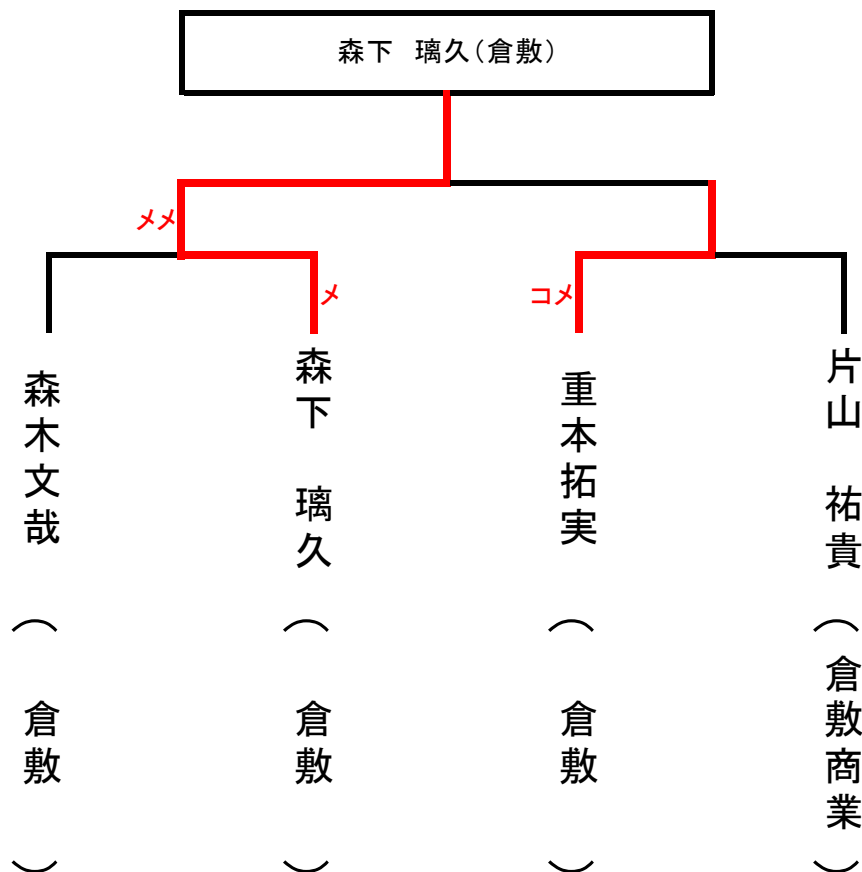 森下　璃久（倉敷）
メメ
メ
コメ
森木文哉（倉敷）
森下　璃久（倉敷）
重本拓実（倉敷）
片山　祐貴（倉敷商業）